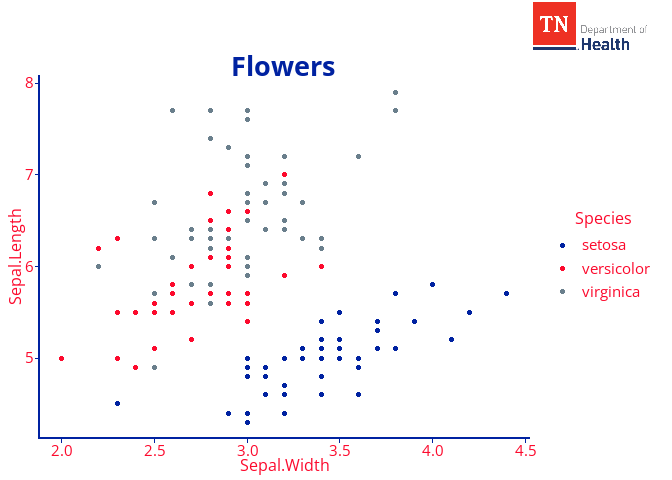 TN
Department of
Health
Flowers
8
7
6
5
Sepal.Length
2.0 2.5 3.0 3.5 4.0 4.5
Sepal.Width
Species
setosa
versicolor
virginica